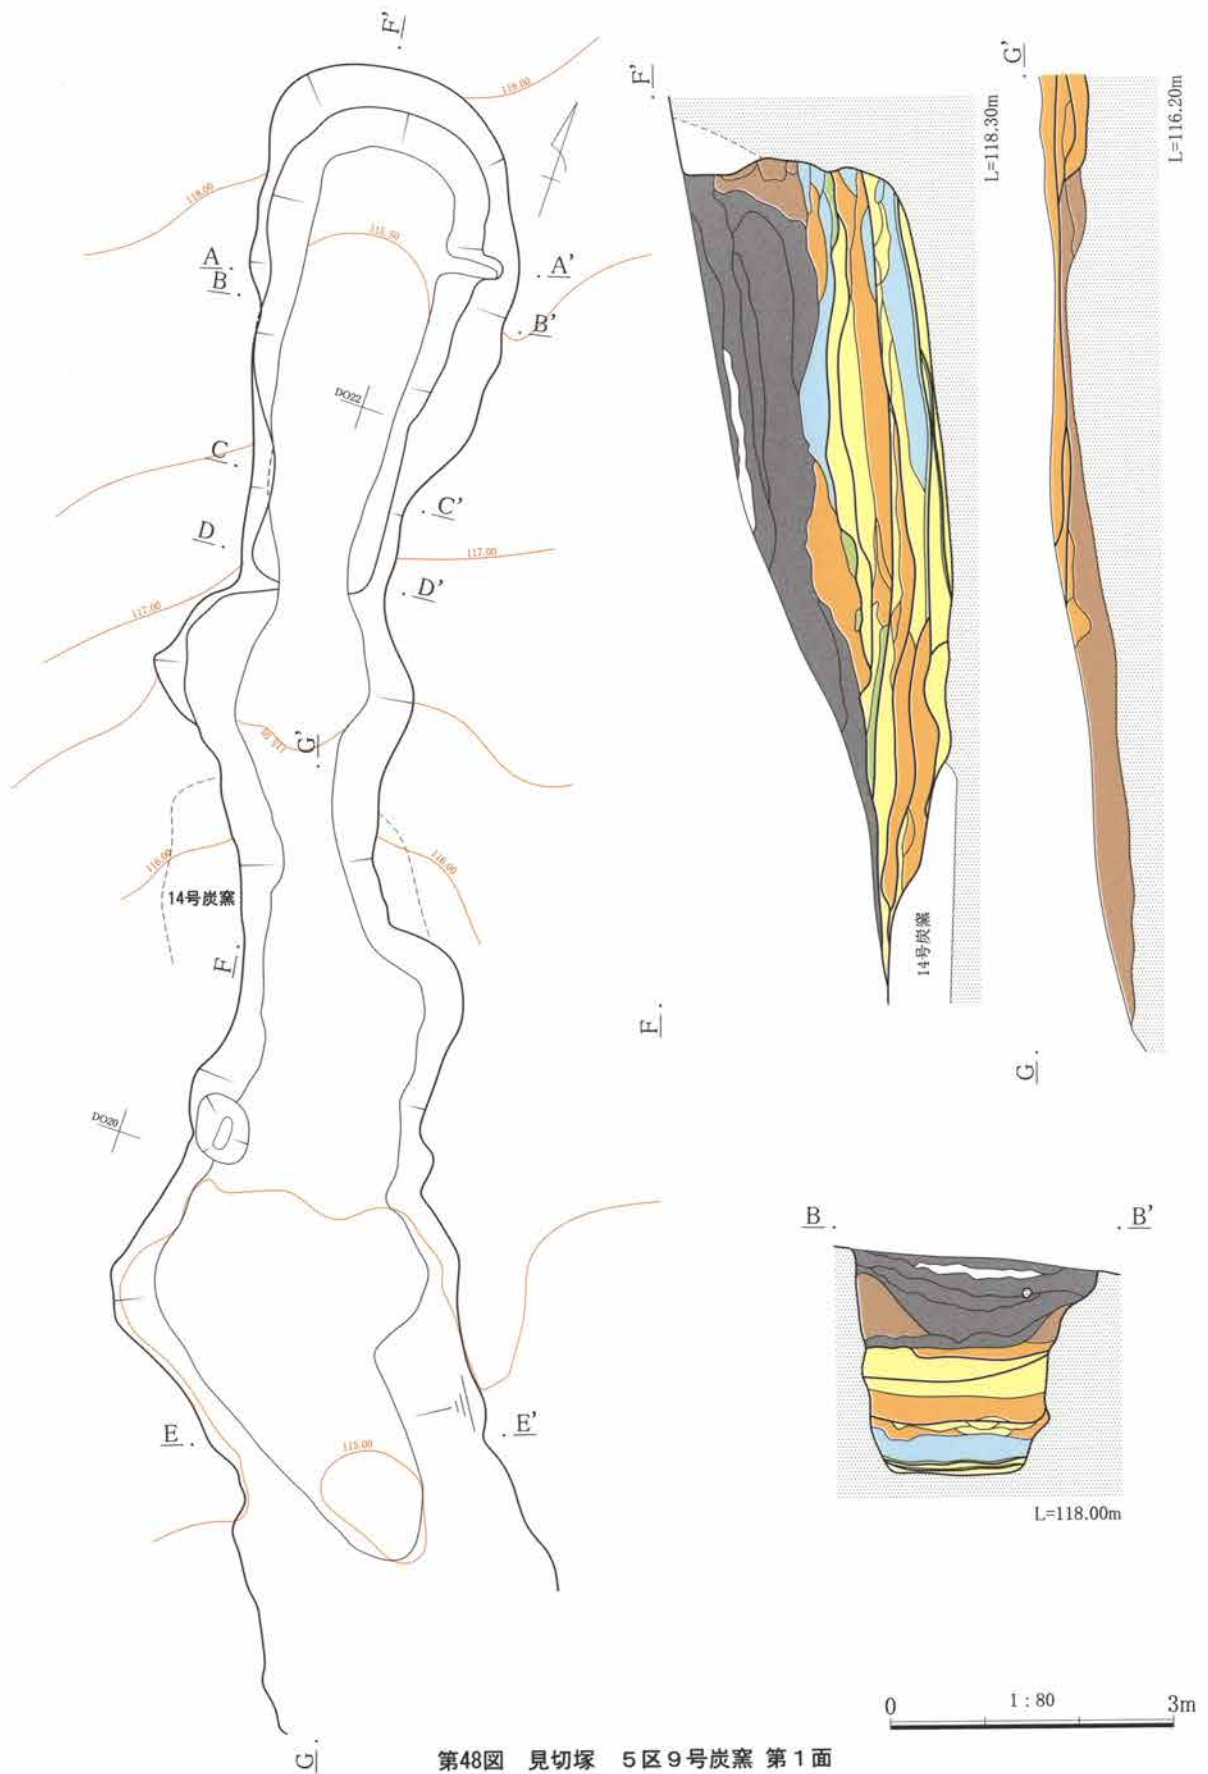 F'
119.00
118.00
115.50
A
A'
B
B'
DO22
C
C'
D
D'
117.00
117.00
G'
116.00
116.00
14号炭窯
F
DO20
E
E'
115.00
G
F'
L=118.30m
14号炭窯
F
G'
L=116.20m
G
B
B'
L=118.00m
0 1：80 3m
第48図　見切塚　5区9号炭窯 第1面